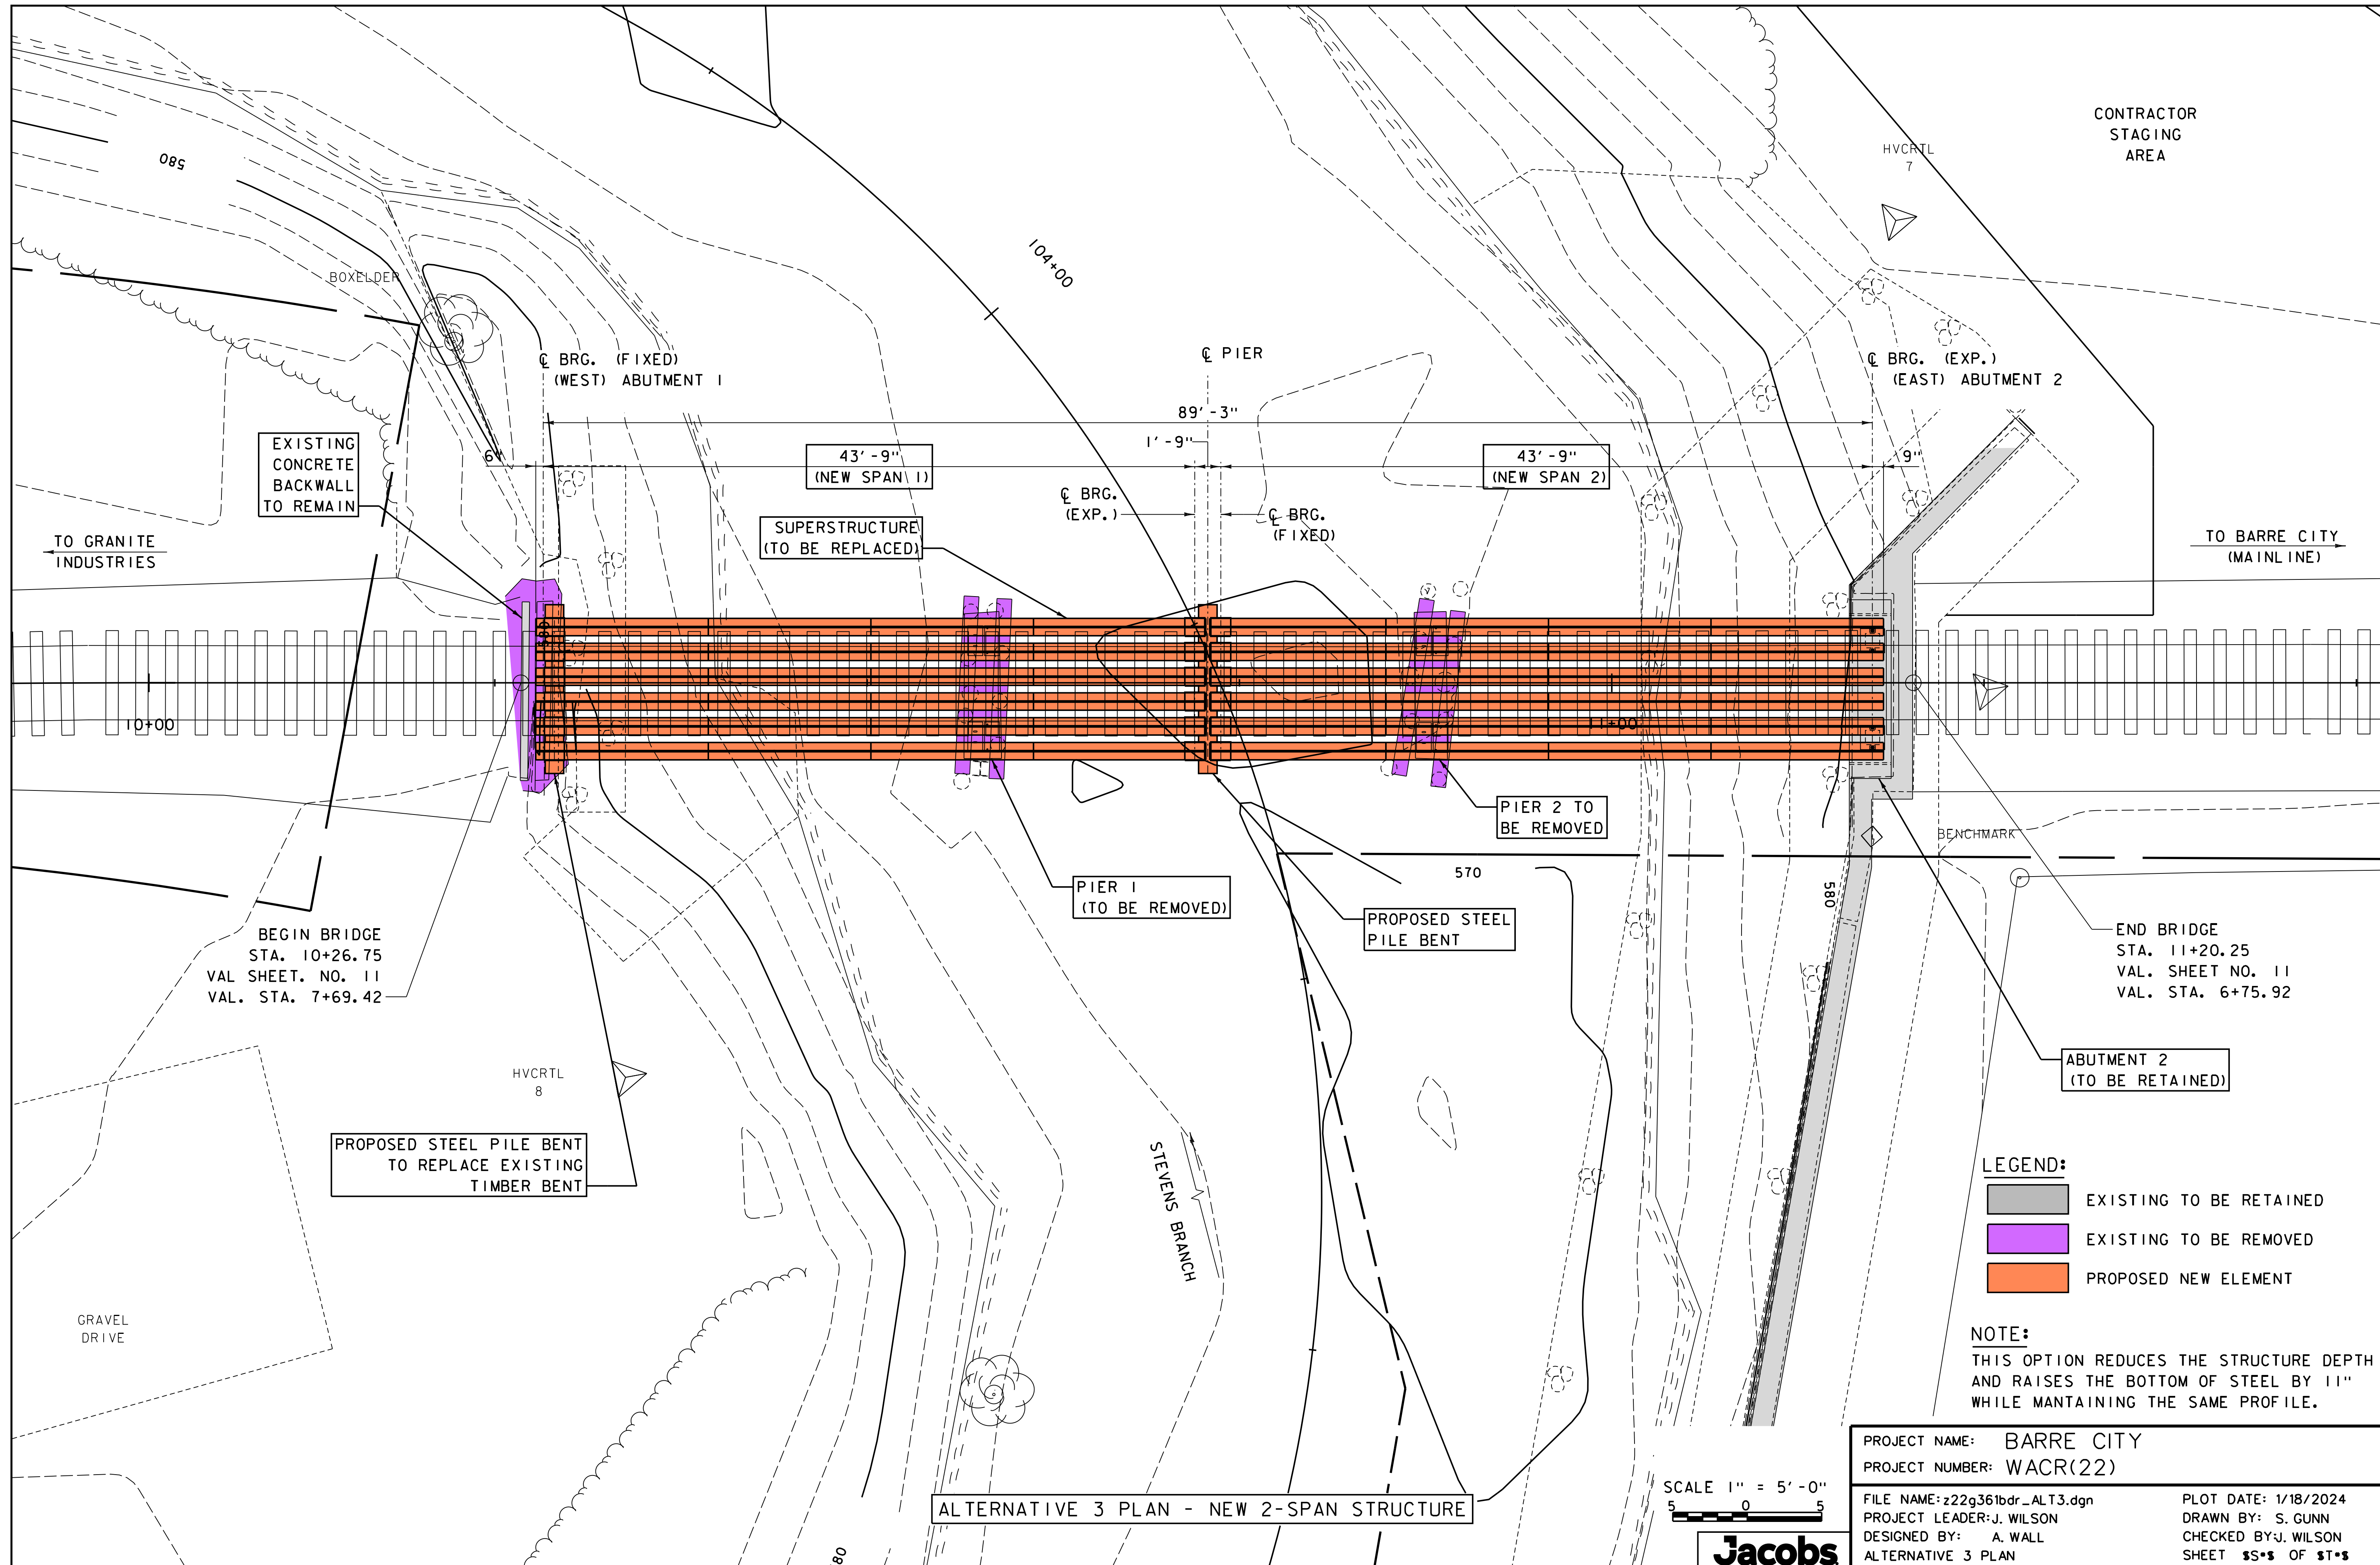 CONTRACTOR
STAGING
AREA
HVCRTL
7
580
BOXELDER
104+00
℄ BRG. (FIXED)
(WEST) ABUTMENT 1
℄ PIER
℄ BRG. (EXP.)
(EAST) ABUTMENT 2
89'-3"
1'-9"
EXISTING
CONCRETE
BACKWALL
TO REMAIN
6"
43'-9"
(NEW SPAN 1)
43'-9"
(NEW SPAN 2)
9"
℄ BRG.
(EXP.)
℄ BRG.
(FIXED)
SUPERSTRUCTURE
(TO BE REPLACED)
TO GRANITE
INDUSTRIES
TO BARRE CITY
(MAINLINE)
580
10+00
11+00
PIER 2 TO
BE REMOVED
BENCHMARK
570
580
PIER 1
(TO BE REMOVED)
PROPOSED STEEL
PILE BENT
BEGIN BRIDGE
STA. 10+26.75
VAL SHEET. NO. 11
VAL. STA. 7+69.42
END BRIDGE
STA. 11+20.25
VAL. SHEET NO. 11
VAL. STA. 6+75.92
HVCRTL
8
ABUTMENT 2
(TO BE RETAINED)
PROPOSED STEEL PILE BENT
TO REPLACE EXISTING
TIMBER BENT
STEVENS BRANCH
LEGEND:
EXISTING TO BE RETAINED
EXISTING TO BE REMOVED
PROPOSED NEW ELEMENT
GRAVEL
DRIVE
NOTE:
THIS OPTION REDUCES THE STRUCTURE DEPTH
AND RAISES THE BOTTOM OF STEEL BY 11"
WHILE MANTAINING THE SAME PROFILE.
80
ALTERNATIVE 3 PLAN - NEW 2-SPAN STRUCTURE
SCALE 1" = 5'-0"
5 0 5
Jacobs
PROJECT NAME: BARRE CITY
PROJECT NUMBER: WACR(22)
FILE NAME: z22g361bdr_ALT3.dgn
PROJECT LEADER: J. WILSON
DESIGNED BY: A. WALL
ALTERNATIVE 3 PLAN
PLOT DATE: 1/18/2024
DRAWN BY: S. GUNN
CHECKED BY: J. WILSON
SHEET $S*$ OF $T*$